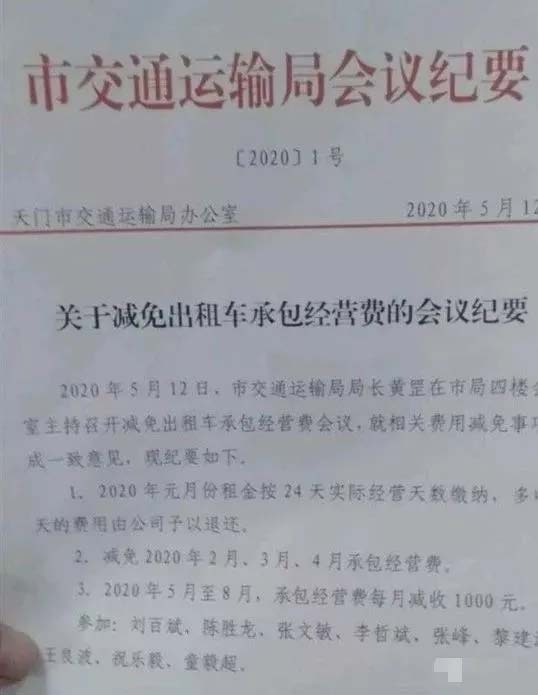 市交通运输局会议纪要
〔2020〕1号
天门市交通运输局办公室 2020年5月12
关于减免出租车承包经营费的会议纪要
2020年5月12日,市交通运输局局长黄罡在市局四楼会
室主持召开减免出租车承包经营费会议,就相关费用减免事项
成一致意见,现纪要如下。
1、2020年元月份租金按24天实际经营天数缴纳,多收
天的费用由公司予以退还。
2、减免2020年2月、3月、4月承包经营费。
3、2020年5月至8月,承包经营费每月减收1000元。
参加:刘百斌、陈胜龙、张文敏、李哲斌、张峰、黎建
王良波、祝乐毅、童毅超。